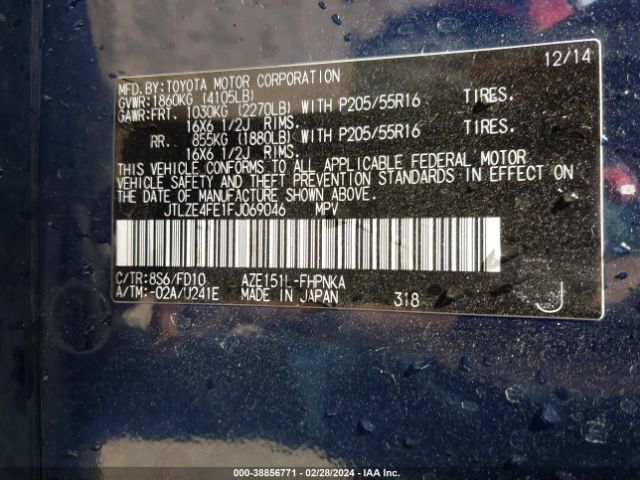 12/14
MFD.BY:TOYOTA MOTOR CORPORATION
GVWR:1860KG (4105LB)
GAWR:FRT. 1030KG (2270LB) WITH P205/55R16 TIRES.
16X6 1/2J RIMS.
RR. 855KG (1880LB) WITH P205/55R16 TIRES.
16X6 1/2J RIMS.
THIS VEHICLE CONFORMS TO ALL APPLICABLE FEDERAL MOTOR
VEHICLE SAFETY AND THEFT PREVENTION STANDARDS IN EFFECT ON
THE DATE OF MANUFACTURE SHOWN ABOVE.
JTLZE4FE1FJ069046 MPV
C/TR:8S6/FD10 AZE151L-FHPNKA
A/TM:-02A/U241E MADE IN JAPAN 318 J
000-38856771 - 02/28/2024 - IAA Inc.